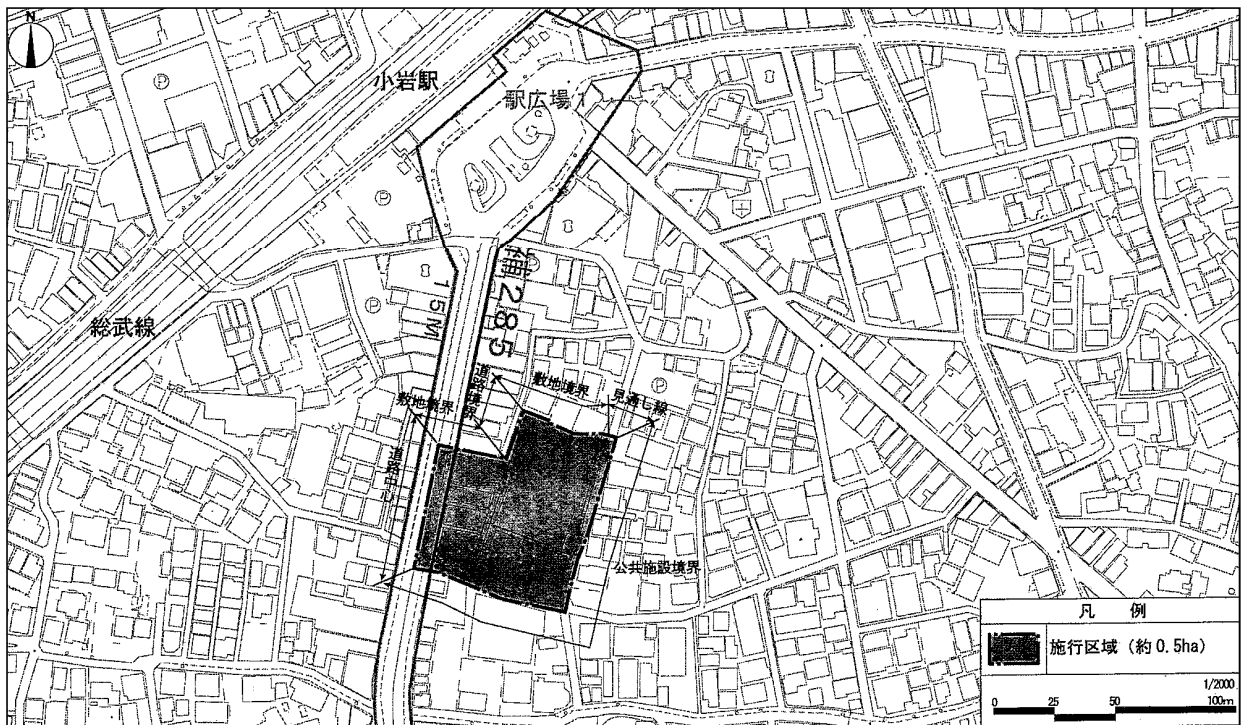 N
小岩駅
駅広場1
総武線
補285
15M
道路境界
敷地境界
見通し線
敷地境界
道路中心
公共施設境界
凡例
施行区域 (約0.5ha)
1/2000
0 25 50 100m